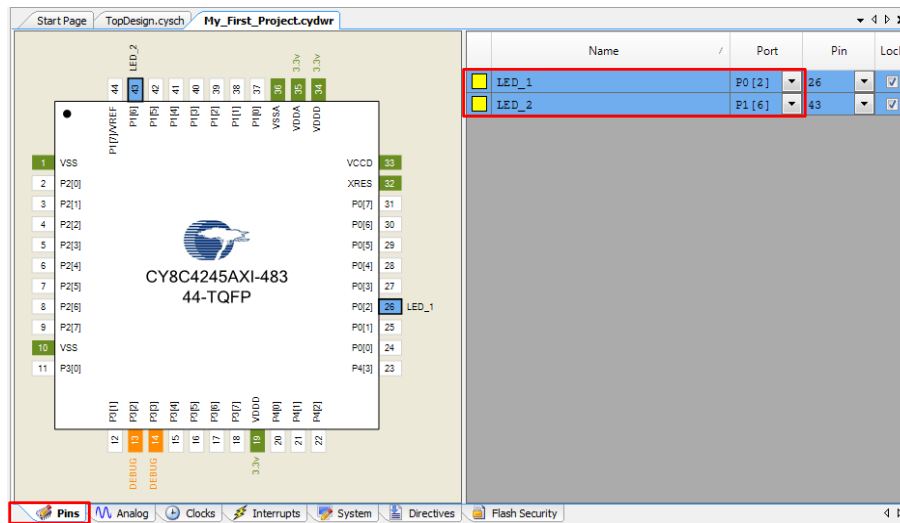 Start Page TopDesign.cysch My_First_Project.cydwr
Name / Port Pin Loc
LED_1 P0[2] 26
LED_2 P1[6] 43
LED_2 3.3v 3.3v
44 43 42 41 40 39 38 37 36 35 34
P1[7]/VREF P1[6] P1[5] P1[4] P1[3] P1[2] P1[1] P1[0] VSSA VDDA VDDD
1 VSS VCCD 33
2 P2[0] XRES 32
3 P2[1] P0[7] 31
4 P2[2] P0[6] 30
5 P2[3] P0[5] 29
6 P2[4] P0[4] 28
7 P2[5] P0[3] 27
8 P2[6] P0[2] 26 LED_1
9 P2[7] P0[1] 25
10 VSS P0[0] 24
11 P3[0] P4[3] 23
CY8C4245AXI-483
44-TQFP
P3[1] P3[2] P3[3] P3[4] P3[5] P3[6] P3[7] VDDD P4[0] P4[1] P4[2]
12 13 14 15 16 17 18 19 20 21 22
DEBUG DEBUG 3.3v
Pins Analog Clocks Interrupts System Directives Flash Security